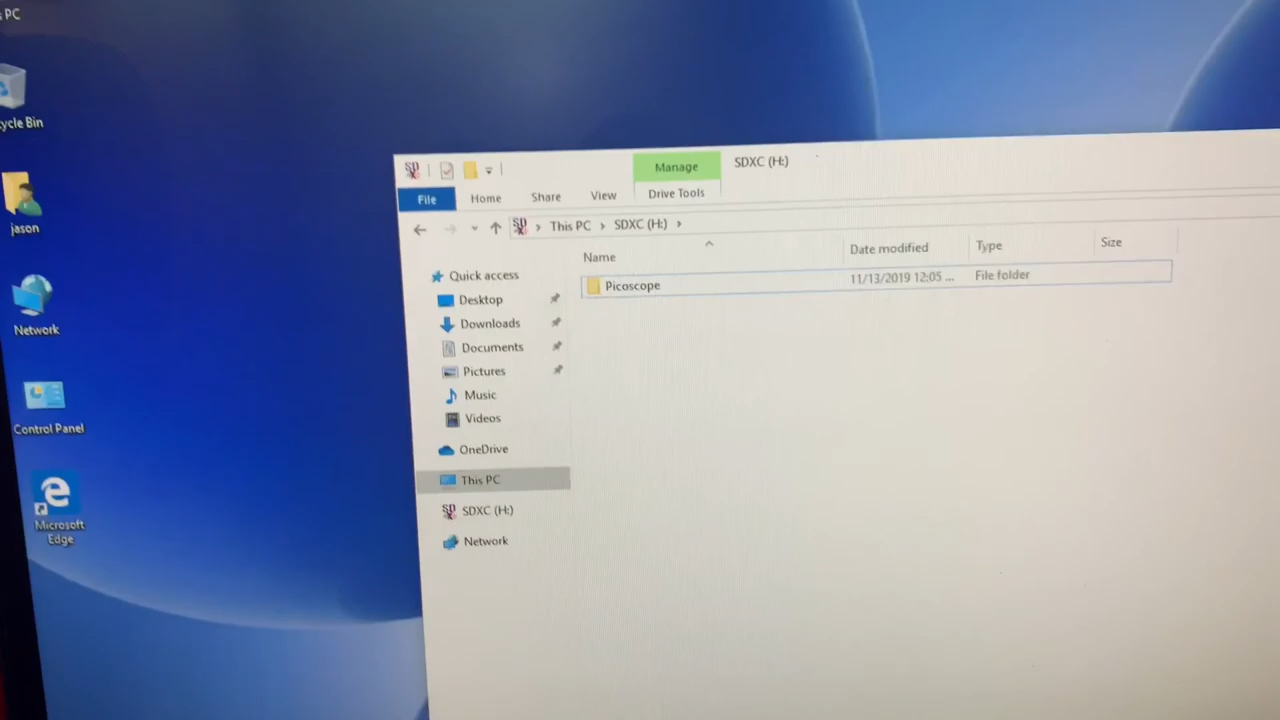 PC
ycle Bin
jason
Network
Control Panel
Microsoft
Edge
Manage
SDXC (H:)
File
Home
Share
View
Drive Tools
This PC
SDXC (H:)
Name
Date modified
Type
Size
Picoscope
11/13/2019 12:05 ...
File folder
Quick access
Desktop
Downloads
Documents
Pictures
Music
Videos
OneDrive
This PC
SDXC (H:)
Network